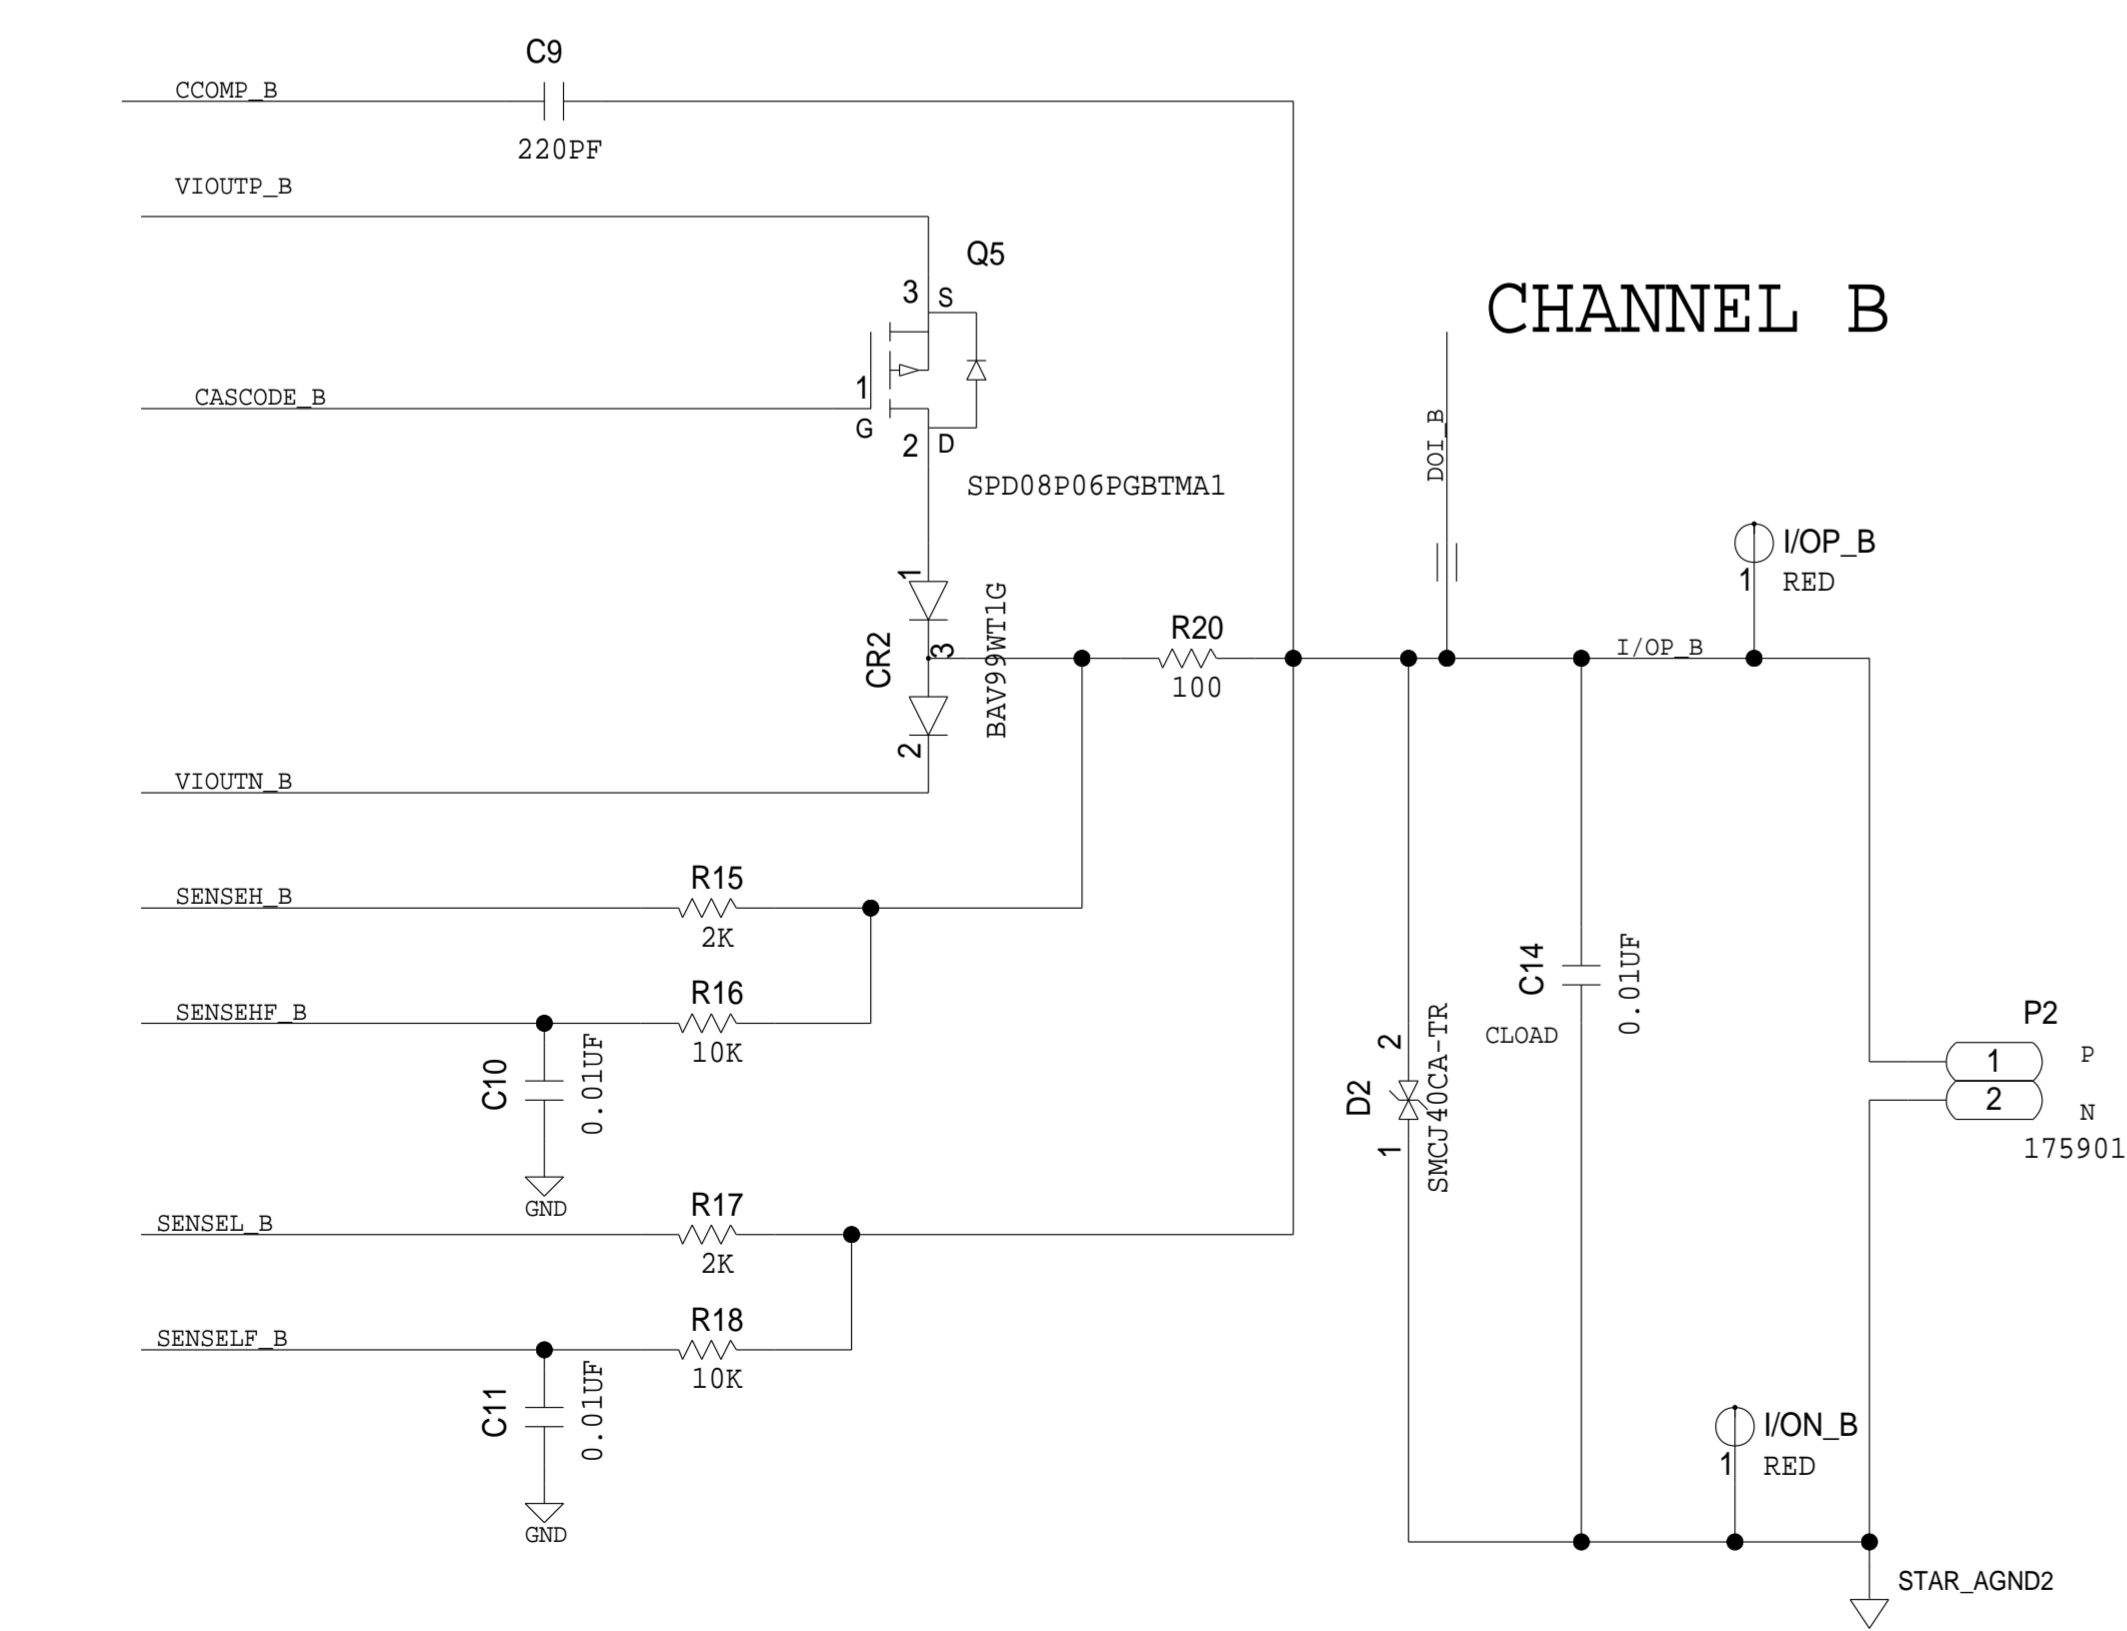 C9
CCOMP_B
220PF
VIOUTP_B
Q5
3 S
CHANNEL B
1
CASCODE_B
G
2 D
DOI_B
SPD08P06PGBTMA1
I/OP_B
1 RED
1
CR2
3
BAV99WT1G
R20
100
I/OP_B
2
VIOUTN_B
R15
SENSEH_B
2K
R16
SENSEHF_B
10K
C10
0.01UF
GND
C14
0.01UF
CLOAD
2
D2
SMCJ40CA-TR
1
P2
1 P
2 N
175901
R17
SENSEL_B
2K
R18
SENSELF_B
10K
C11
0.01UF
GND
I/ON_B
1 RED
STAR_AGND2